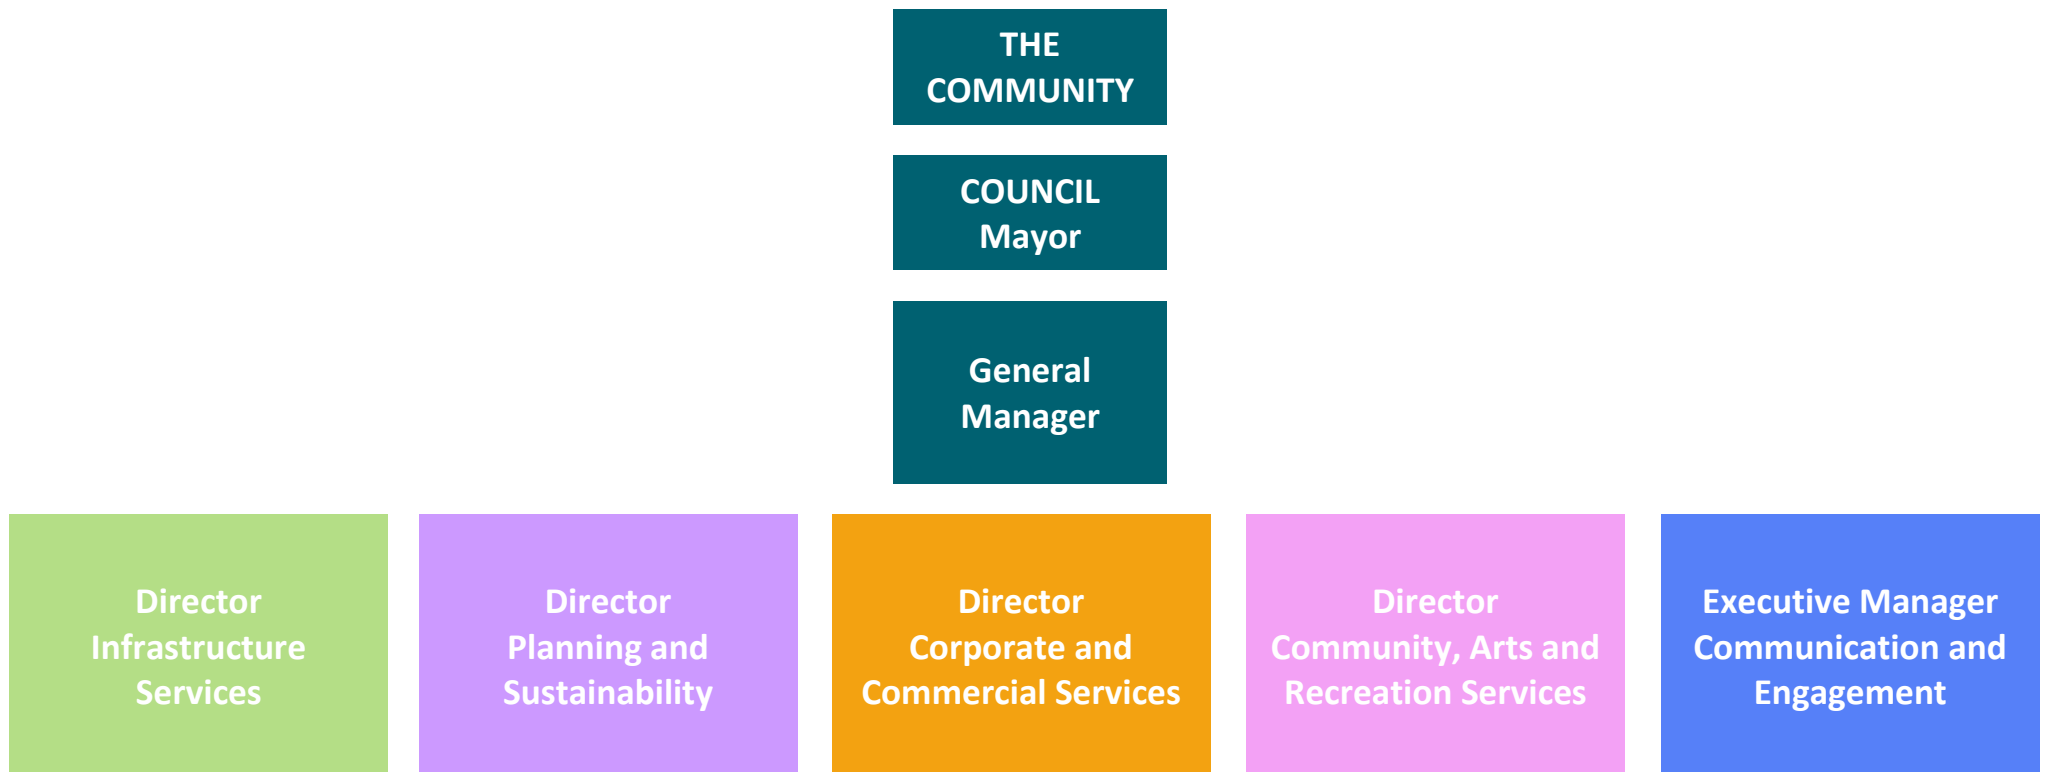 THE
COMMUNITY
COUNCIL
Mayor
General
Manager
Director
Infrastructure
Services
Director
Planning and
Sustainability
Director
Corporate and
Commercial Services
Director
Community, Arts and
Recreation Services
Executive Manager
Communication and
Engagement